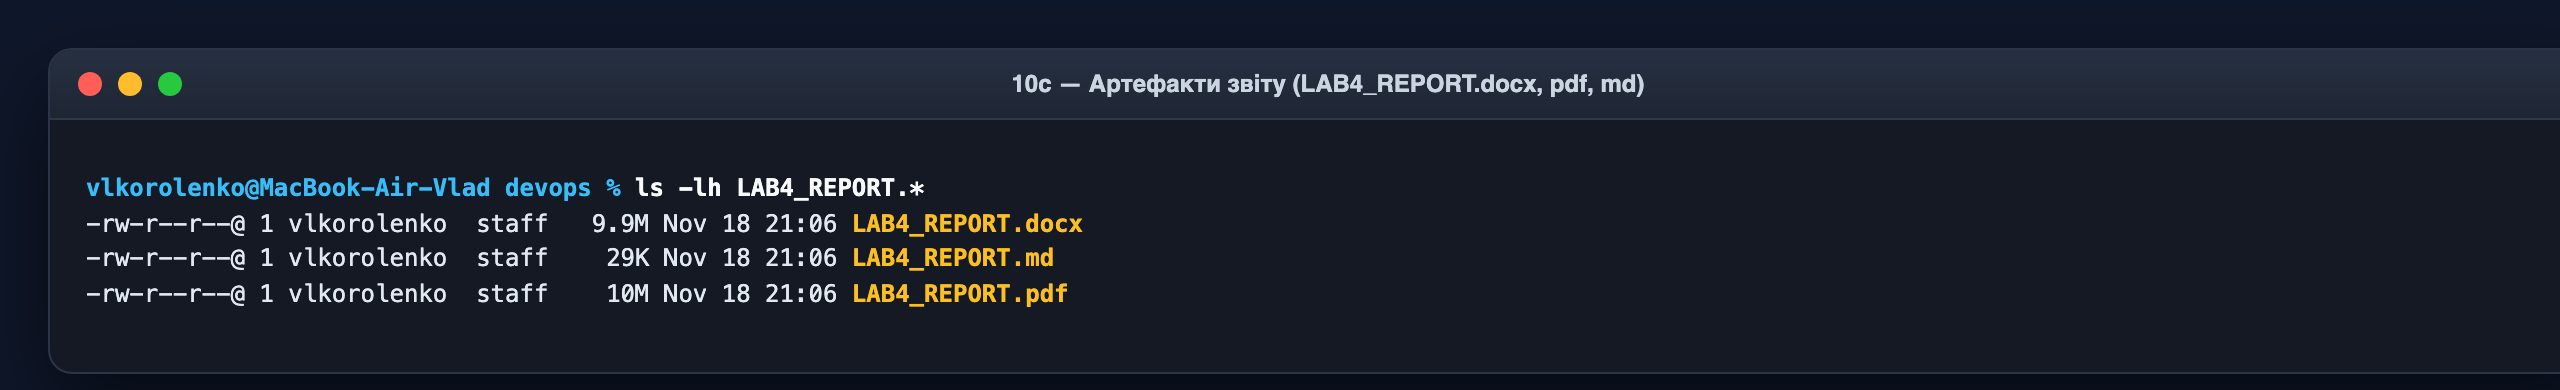 10c — Артефакти звіту (LAB4_REPORT.docx, pdf, md)
vlkorolenko@MacBook-Air-Vlad devops % ls -lh LAB4_REPORT.*
-rw-r--r--@ 1 vlkorolenko  staff   9.9M Nov 18 21:06 LAB4_REPORT.docx
-rw-r--r--@ 1 vlkorolenko  staff    29K Nov 18 21:06 LAB4_REPORT.md
-rw-r--r--@ 1 vlkorolenko  staff    10M Nov 18 21:06 LAB4_REPORT.pdf